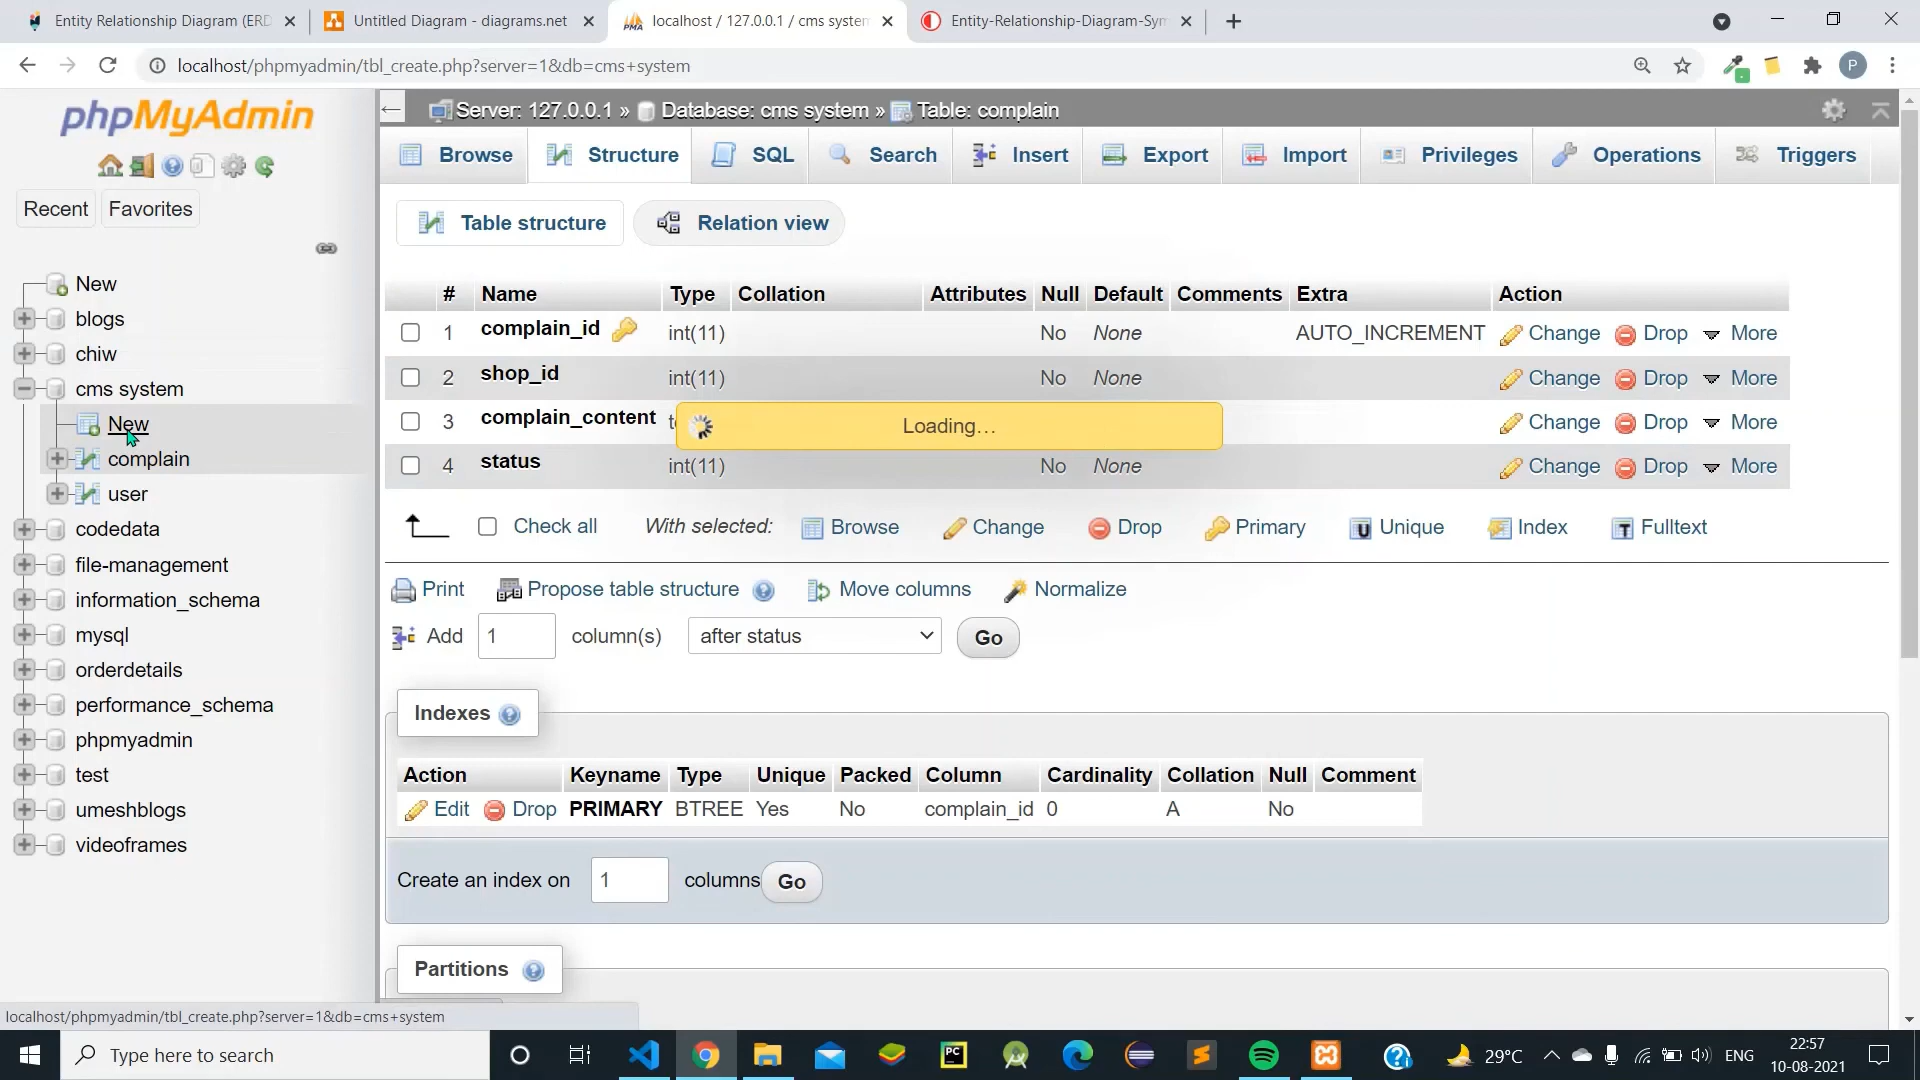 Entity Relationship Diagram (ERD
Untitled Diagram - diagrams.net
localhost / 127.0.0.1 / cms system
Entity-Relationship-Diagram-Sym
localhost/phpmyadmin/tbl_create.php?server=1&db=cms+system
P
phpMyAdmin
Server: 127.0.0.1 » Database: cms system » Table: complain
Browse Structure SQL Search Insert Export Import Privileges Operations Triggers
Recent Favorites
Table structure Relation view
New
blogs
chiw
cms system
New
complain
user
codedata
file-management
information_schema
mysql
orderdetails
performance_schema
phpmyadmin
test
umeshblogs
videoframes
# Name Type Collation Attributes Null Default Comments Extra Action
1 complain_id int(11) No None AUTO_INCREMENT Change Drop More
2 shop_id int(11) No None Change Drop More
3 complain_content Change Drop More
Loading...
4 status int(11) No None Change Drop More
Check all With selected: Browse Change Drop Primary Unique Index Fulltext
Print Propose table structure Move columns Normalize
Add 1 column(s) after status Go
Indexes
Action Keyname Type Unique Packed Column Cardinality Collation Null Comment
Edit Drop PRIMARY BTREE Yes No complain_id 0 A No
Create an index on 1 columns Go
Partitions
localhost/phpmyadmin/tbl_create.php?server=1&db=cms+system
Type here to search
29°C
ENG
22:57
10-08-2021